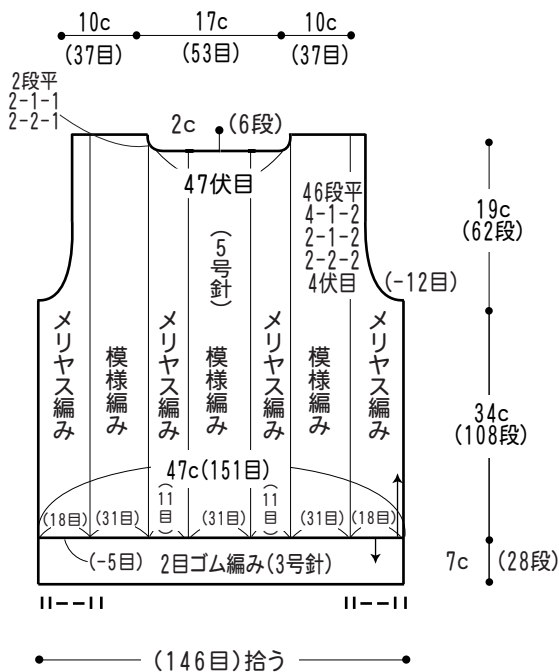 10c
17c
10c
(37目)
(53目)
(37目)
2段平
2-1-1
2-2-1
2c
(6段)
47伏目
46段平
4-1-2
2-1-2
2-2-2
4伏目
(-12目)
(5号針)
19c
(62段)
メリヤス編み
模様編み
メリヤス編み
模様編み
メリヤス編み
模様編み
メリヤス編み
34c
(108段)
47c(151目)
(18目)
(31目)
(11目)
(31目)
(11目)
(31目)
(18目)
(-5目)
2目ゴム編み(3号針)
7c
(28段)
(146目)拾う